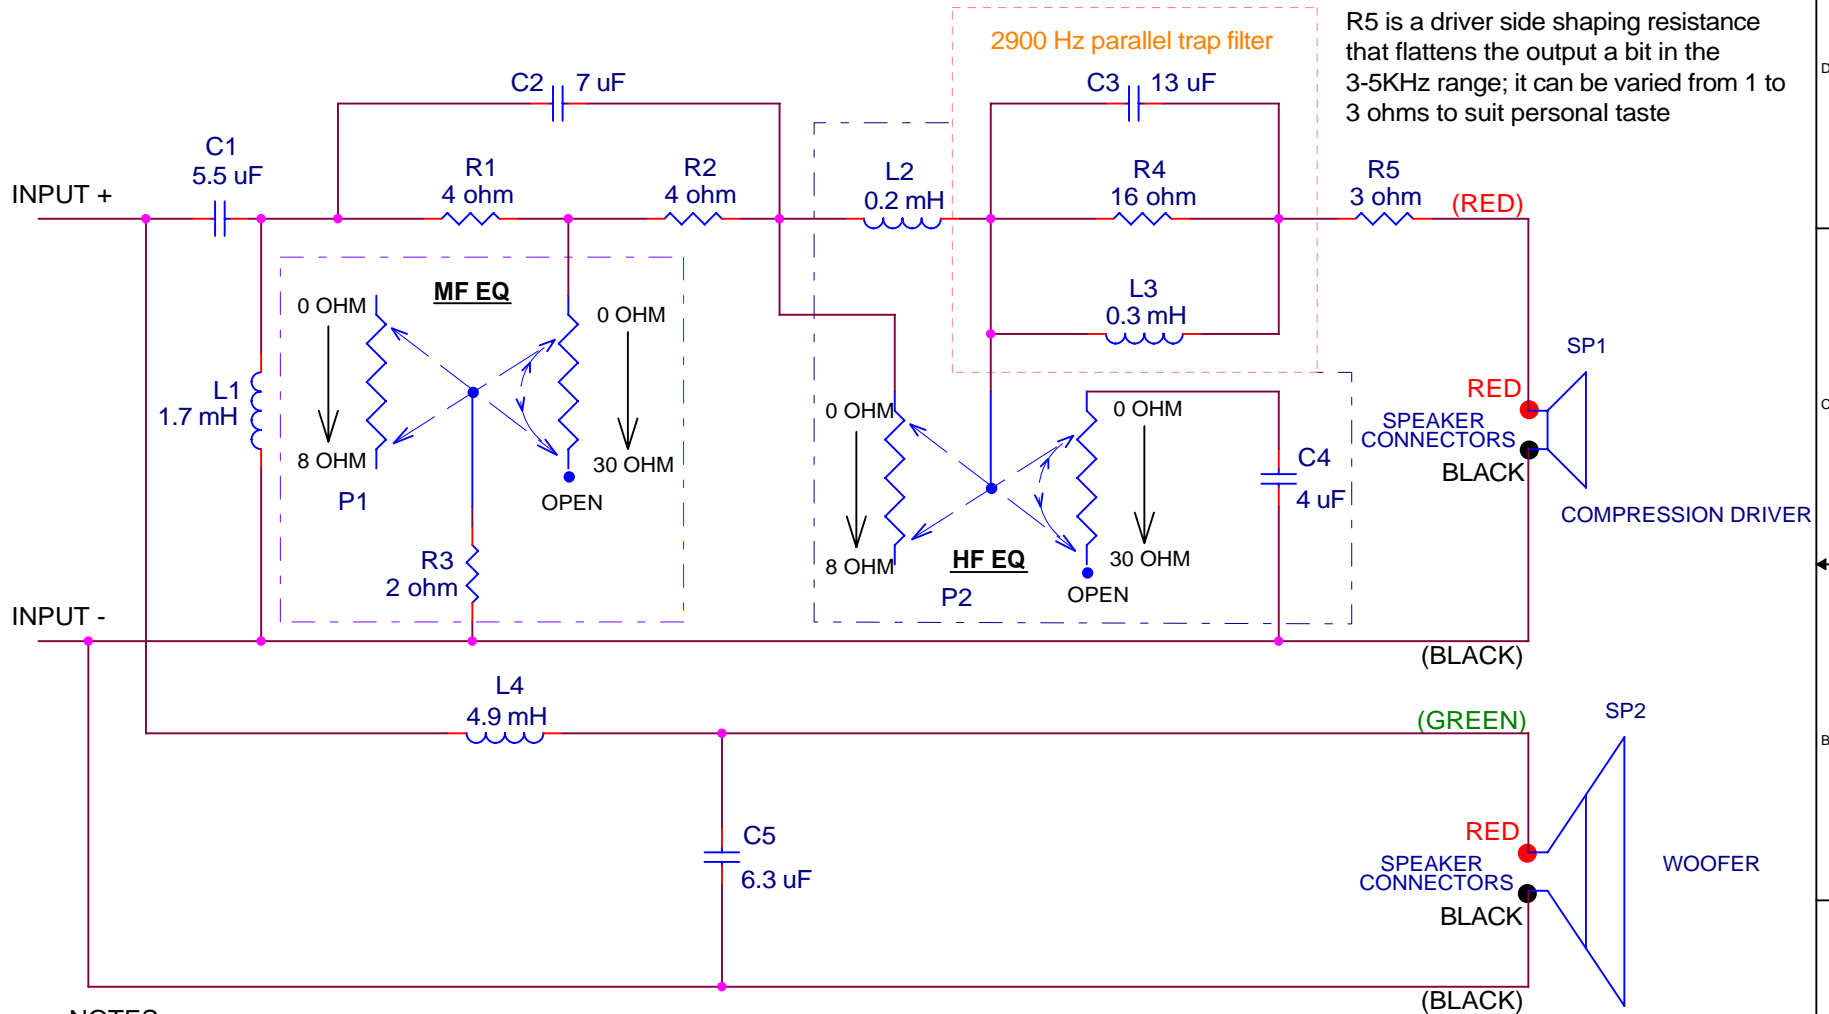 R5 is a driver side shaping resistance
that flattens the output a bit in the
3-5KHz range; it can be varied from 1 to
3 ohms to suit personal taste
2900 Hz parallel trap filter
D
C2 7 uF
C3 13 uF
C1
5.5 uF
R1
4 ohm
R2
4 ohm
L2
0.2 mH
R4
16 ohm
R5
3 ohm
INPUT +
(RED)
MF EQ
0 OHM
0 OHM
L3
0.3 mH
L1
1.7 mH
8 OHM
30 OHM
P1
OPEN
SP1
RED
SPEAKER
CONNECTORS
BLACK
C
COMPRESSION DRIVER
0 OHM
0 OHM
C4
4 uF
R3
2 ohm
8 OHM
HF EQ
30 OHM
P2
OPEN
INPUT -
(BLACK)
L4
4.9 mH
(GREEN)
SP2
B
C5
6.3 uF
RED
SPEAKER
CONNECTORS
BLACK
WOOFER
(BLACK)
NOTES